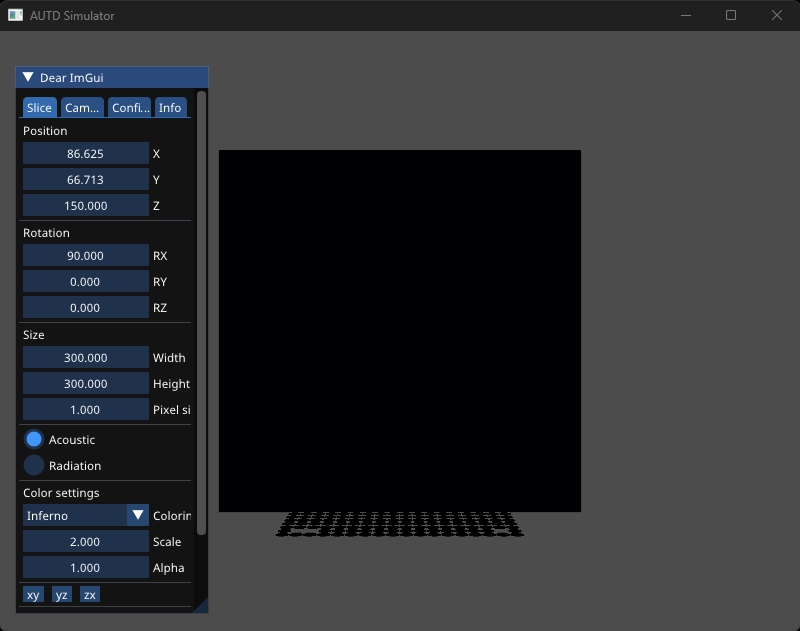 AUTD Simulator
Dear ImGui
Slice Cam... Confi... Info
Position
86.625 X
66.713 Y
150.000 Z
Rotation
90.000 RX
0.000 RY
0.000 RZ
Size
300.000 Width
300.000 Height
1.000 Pixel si
Acoustic
Radiation
Color settings
Inferno Colorin
2.000 Scale
1.000 Alpha
xy yz zx